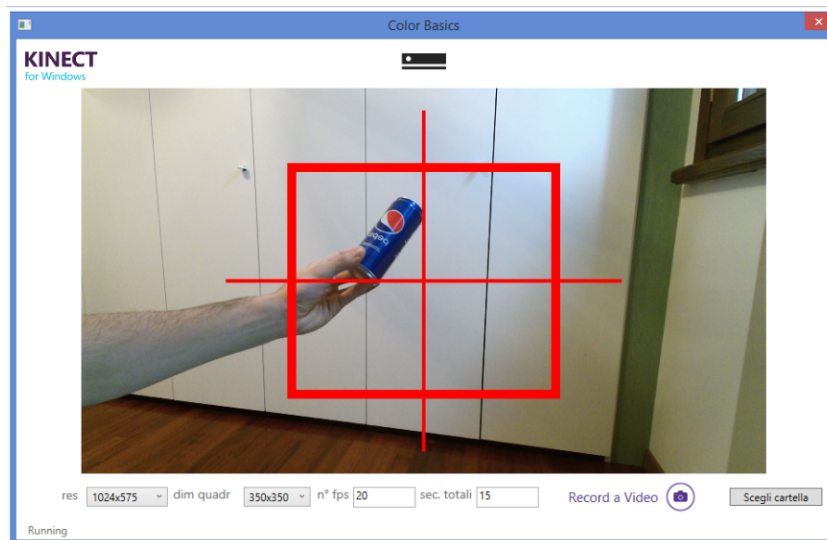 Color Basics
KINECT
for Windows
pepsi
res 1024x575 dim quadr 350x350 n° fps 20 sec. totali 15 Record a Video Scegli cartella
Running